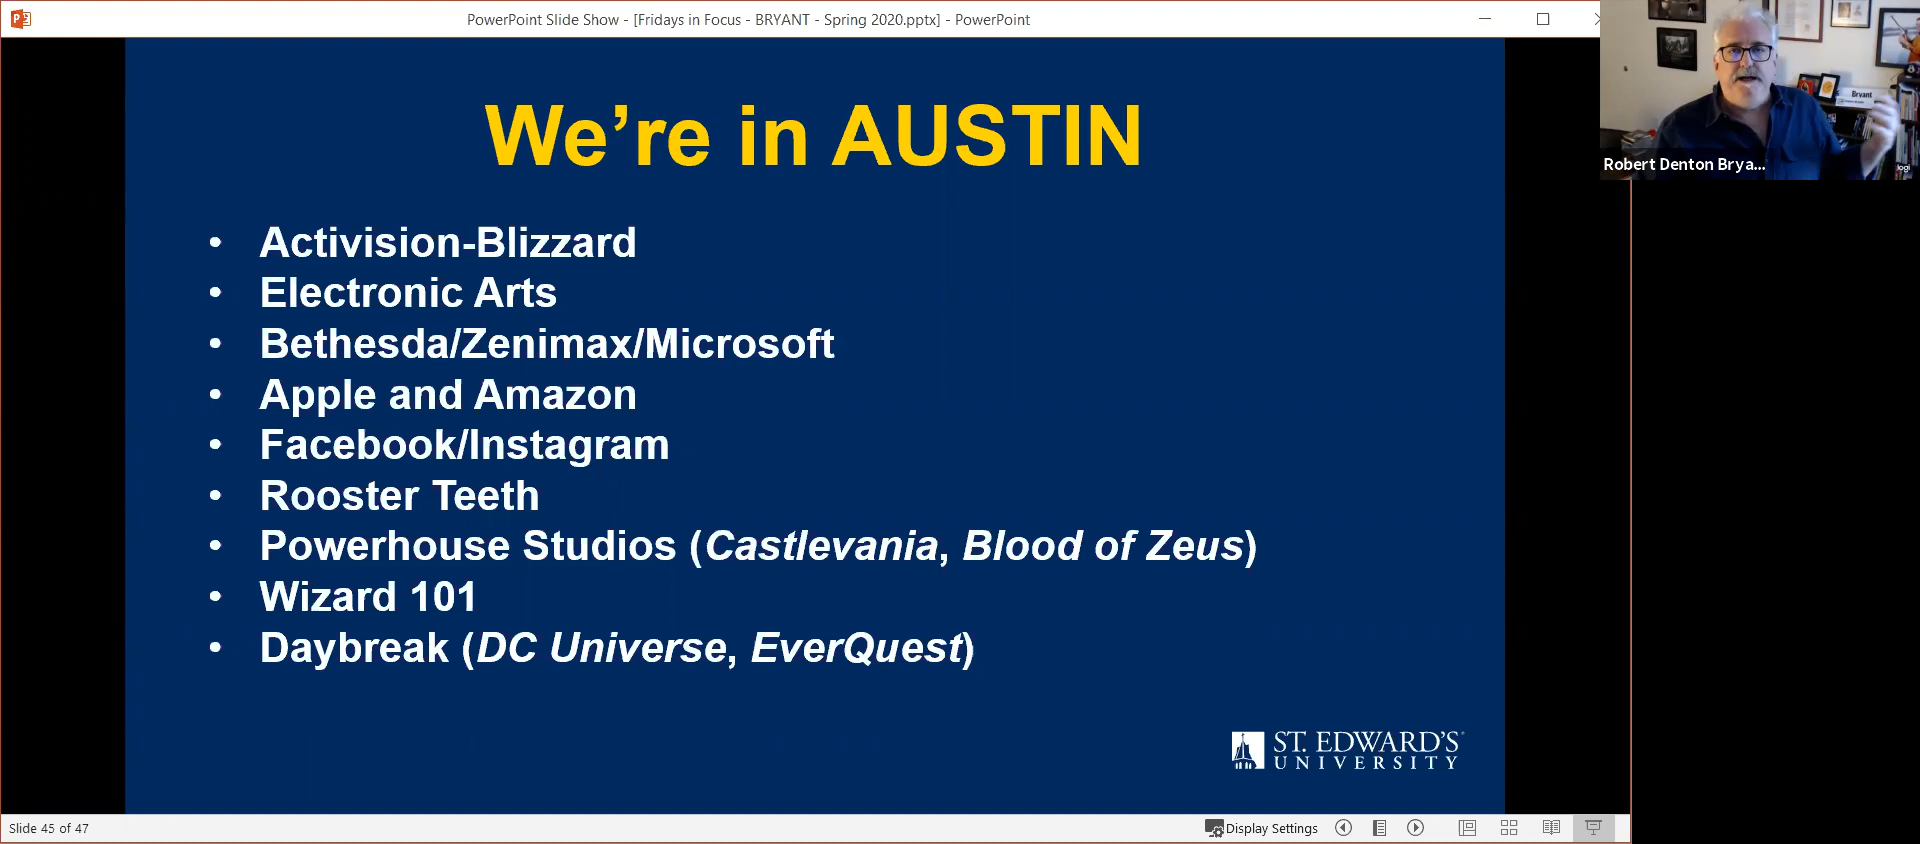 PowerPoint Slide Show - [Fridays in Focus - BRYANT - Spring 2020.pptx] - PowerPoint
We’re in AUSTIN
• Activision-Blizzard
• Electronic Arts
• Bethesda/Zenimax/Microsoft
• Apple and Amazon
• Facebook/Instagram
• Rooster Teeth
• Powerhouse Studios (Castlevania, Blood of Zeus)
• Wizard 101
• Daybreak (DC Universe, EverQuest)
ST. EDWARD’S
UNIVERSITY
Slide 45 of 47
Display Settings
Bryant
Robert Denton Brya...
logi